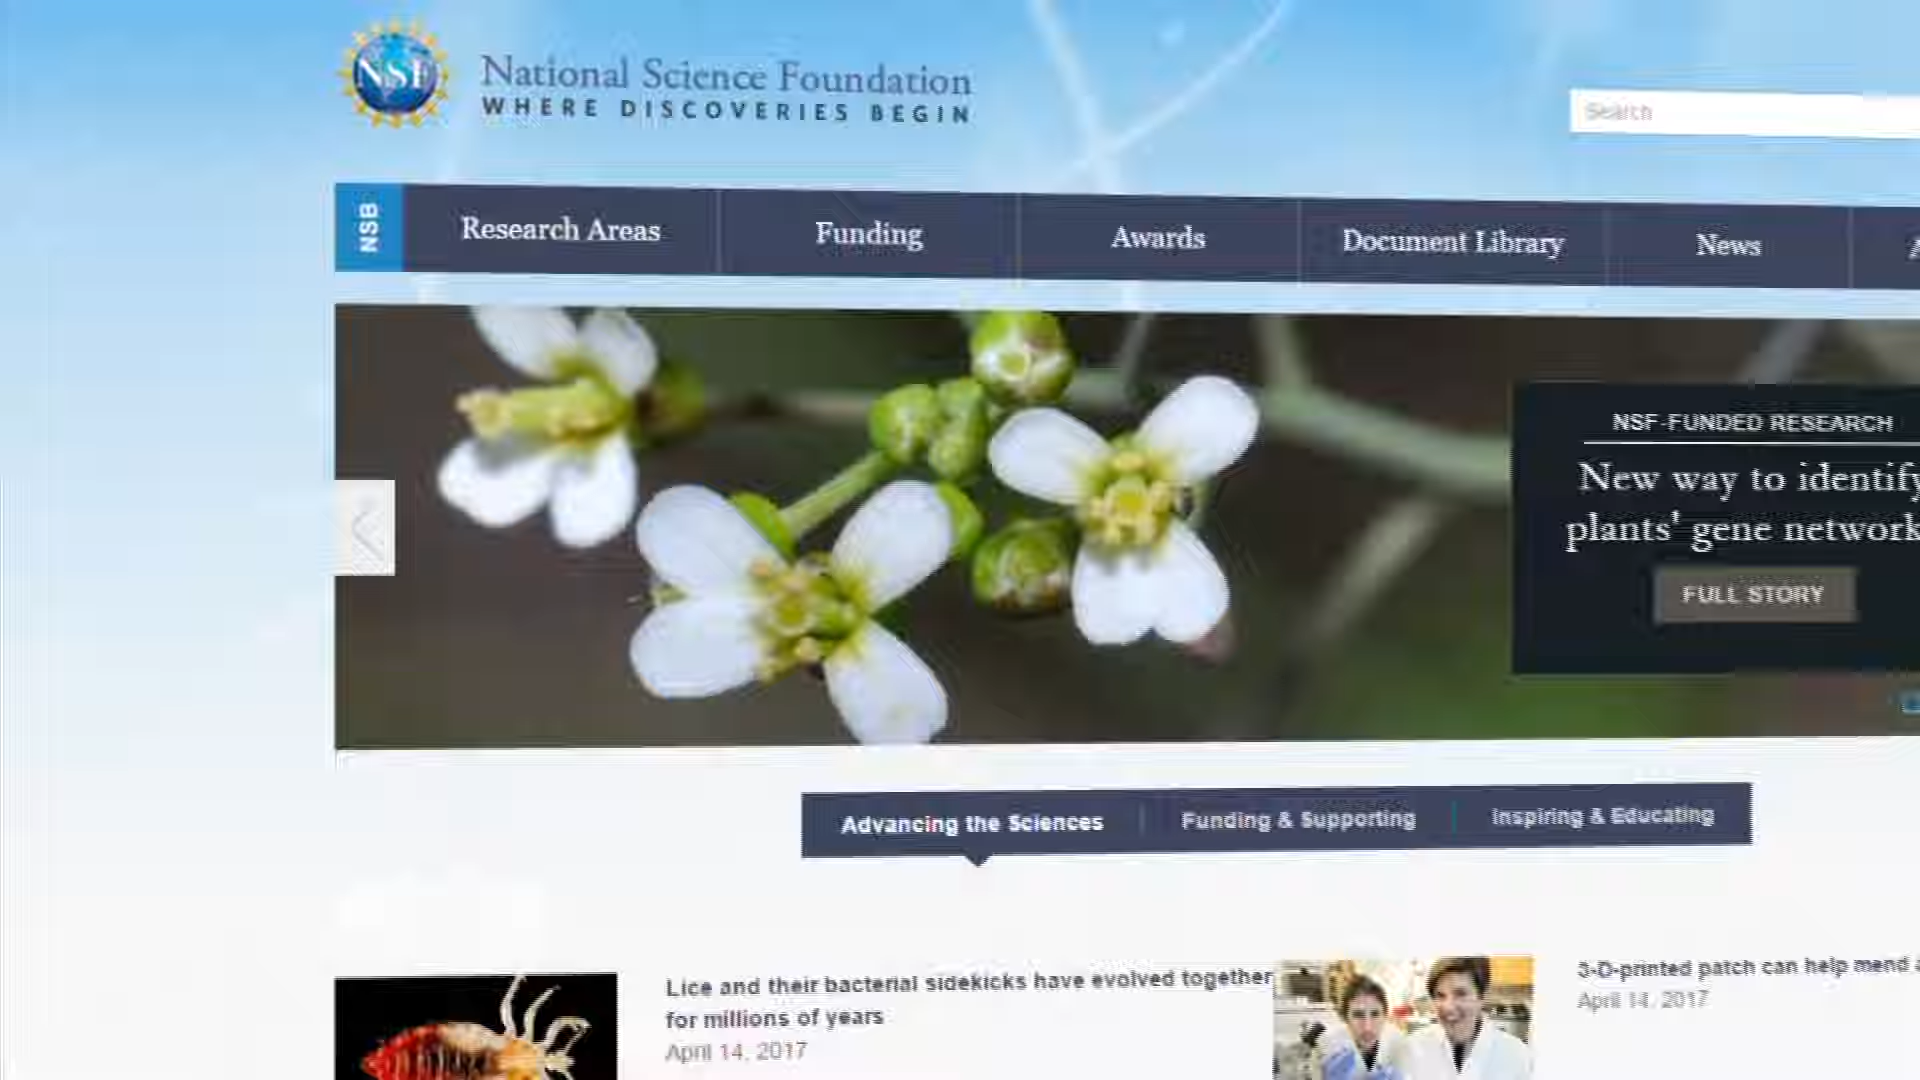 NSF
National Science Foundation
WHERE DISCOVERIES BEGIN
Search
NSB
Research Areas
Funding
Awards
Document Library
News
NSF-FUNDED RESEARCH
New way to identify
plants' gene network
FULL STORY
Advancing the Sciences
Funding & Supporting
Inspiring & Educating
Lice and their bacterial sidekicks have evolved together
for millions of years
April 14, 2017
3-D-printed patch can help mend a
April 14, 2017